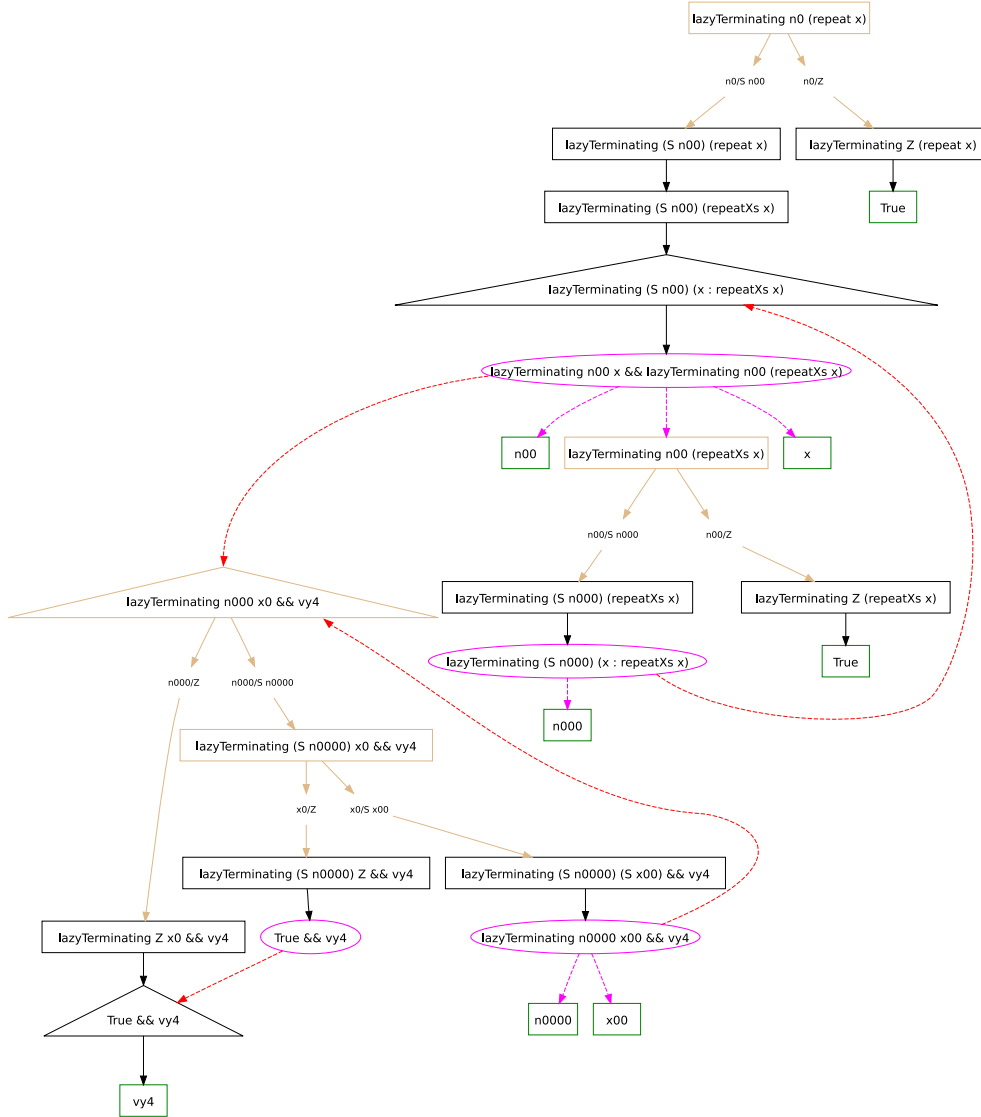 lazyTerminating n0 (repeat x)
n0/S n00
n0/Z
lazyTerminating (S n00) (repeat x)
lazyTerminating Z (repeat x)
lazyTerminating (S n00) (repeatXs x)
True
lazyTerminating (S n00) (x : repeatXs x)
lazyTerminating n00 x && lazyTerminating n00 (repeatXs x)
n00
lazyTerminating n00 (repeatXs x)
x
n00/S n000
n00/Z
lazyTerminating n000 x0 && vy4
lazyTerminating (S n000) (repeatXs x)
lazyTerminating Z (repeatXs x)
lazyTerminating (S n000) (x : repeatXs x)
True
n000/Z
n000/S n0000
n000
lazyTerminating (S n0000) x0 && vy4
x0/Z
x0/S x00
lazyTerminating (S n0000) Z && vy4
lazyTerminating (S n0000) (S x00) && vy4
lazyTerminating Z x0 && vy4
True && vy4
lazyTerminating n0000 x00 && vy4
True && vy4
n0000
x00
vy4